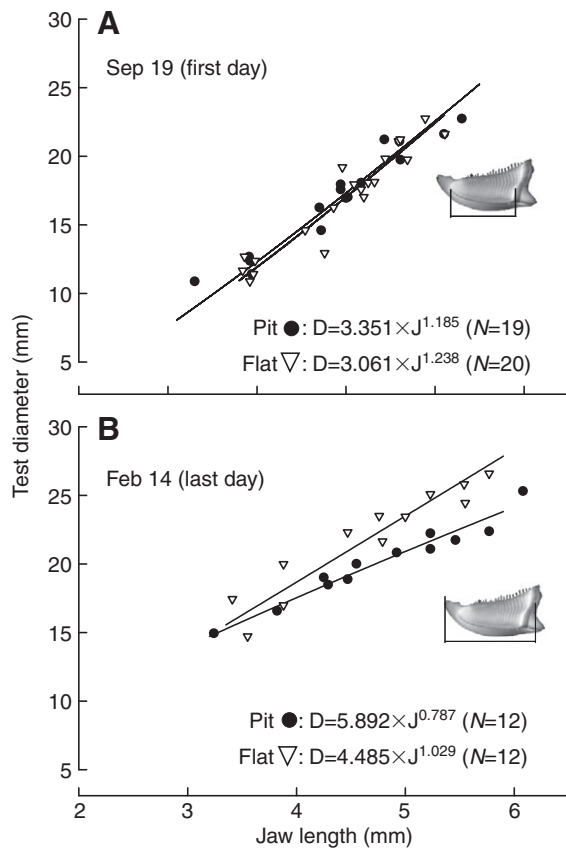 A
Sep 19 (first day)
30
25
20
15
10
5
Pit ●: D=3.351×J^1.185 (N=19)
Flat ▽: D=3.061×J^1.238 (N=20)
Test diameter (mm)
B
Feb 14 (last day)
30
25
20
15
10
5
Pit ●: D=5.892×J^0.787 (N=12)
Flat ▽: D=4.485×J^1.029 (N=12)
2 3 4 5 6
Jaw length (mm)